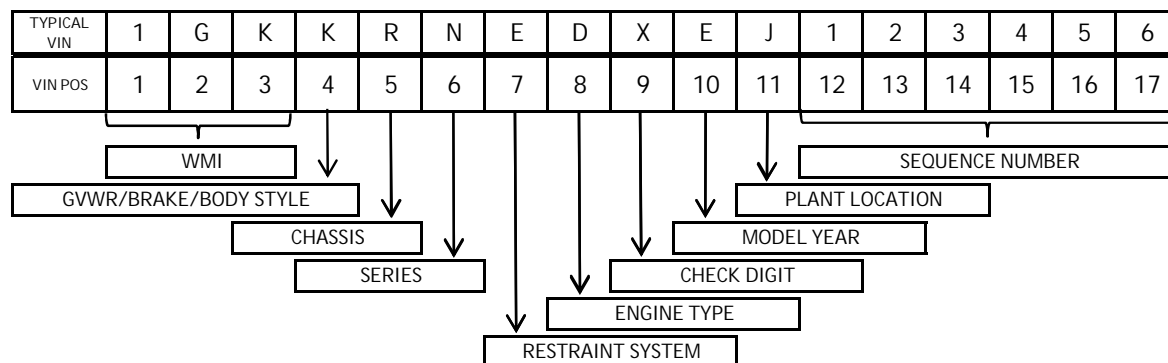 TYPICAL VIN 1 G K K R N E D X E J 1 2 3 4 5 6
VIN POS 1 2 3 4 5 6 7 8 9 10 11 12 13 14 15 16 17
WMI SEQUENCE NUMBER
GVWR/BRAKE/BODY STYLE PLANT LOCATION
CHASSIS MODEL YEAR
SERIES CHECK DIGIT
ENGINE TYPE
RESTRAINT SYSTEM